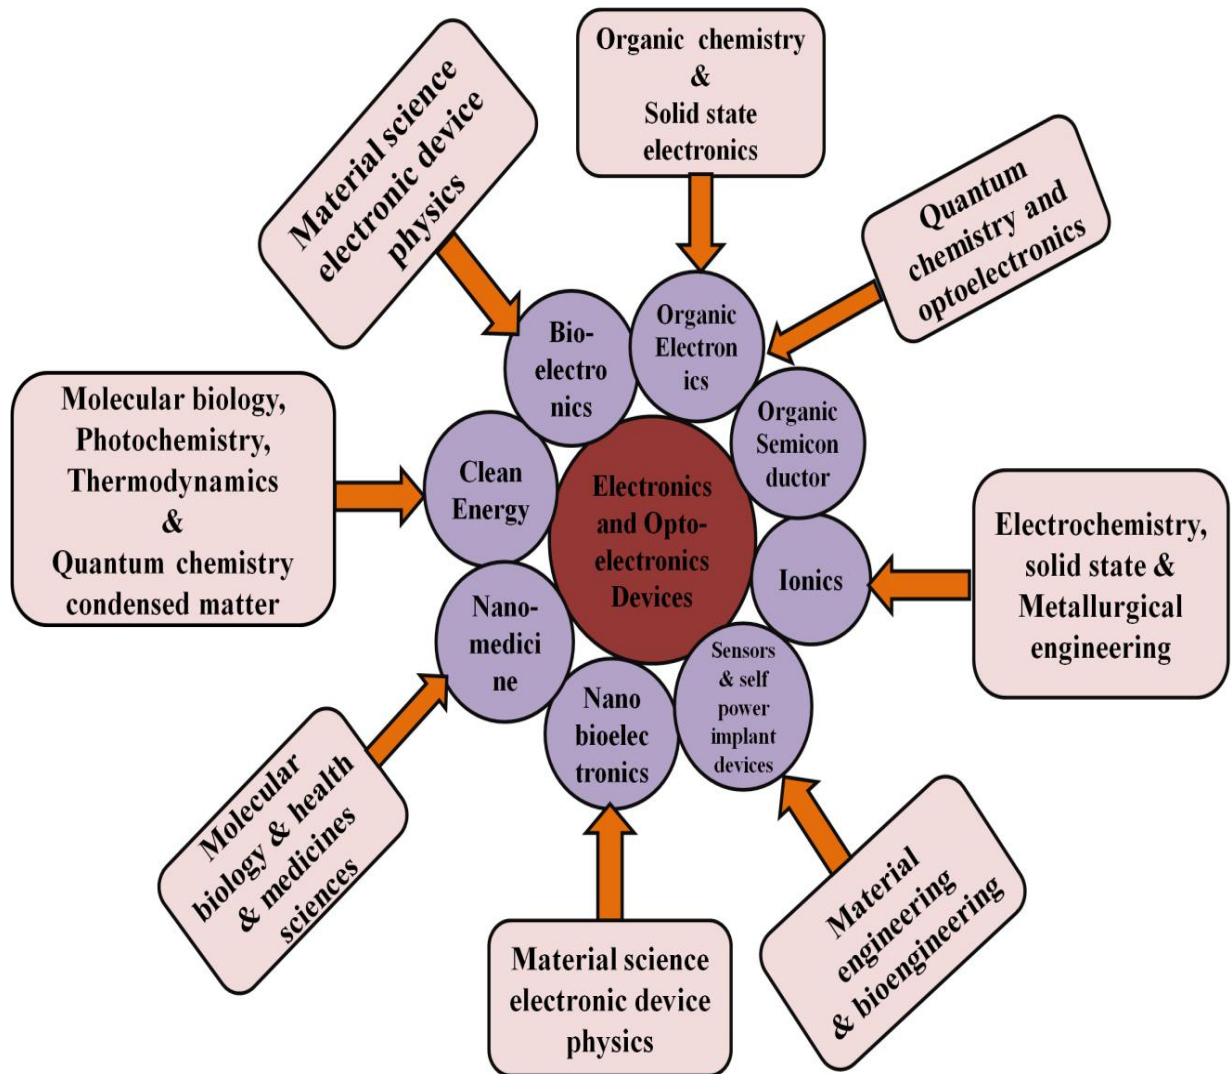 Organic chemistry
&
Solid state
electronics
Material science
electronic device
physics
Quantum
chemistry and
optoelectronics
Bio-
electro
nics
Organic
Electron
ics
Organic
Semicon
ductor
Molecular biology,
Photochemistry,
Thermodynamics
&
Quantum chemistry
condensed matter
Clean
Energy
Electronics
and Opto-
electronics
Devices
Ionics
Electrochemistry,
solid state &
Metallurgical
engineering
Nano-
medici
ne
Nano
bioelec
tronics
Sensors
& self
power
implant
devices
Molecular
biology & health
& medicines
sciences
Material science
electronic device
physics
Material
engineering
& bioengineering